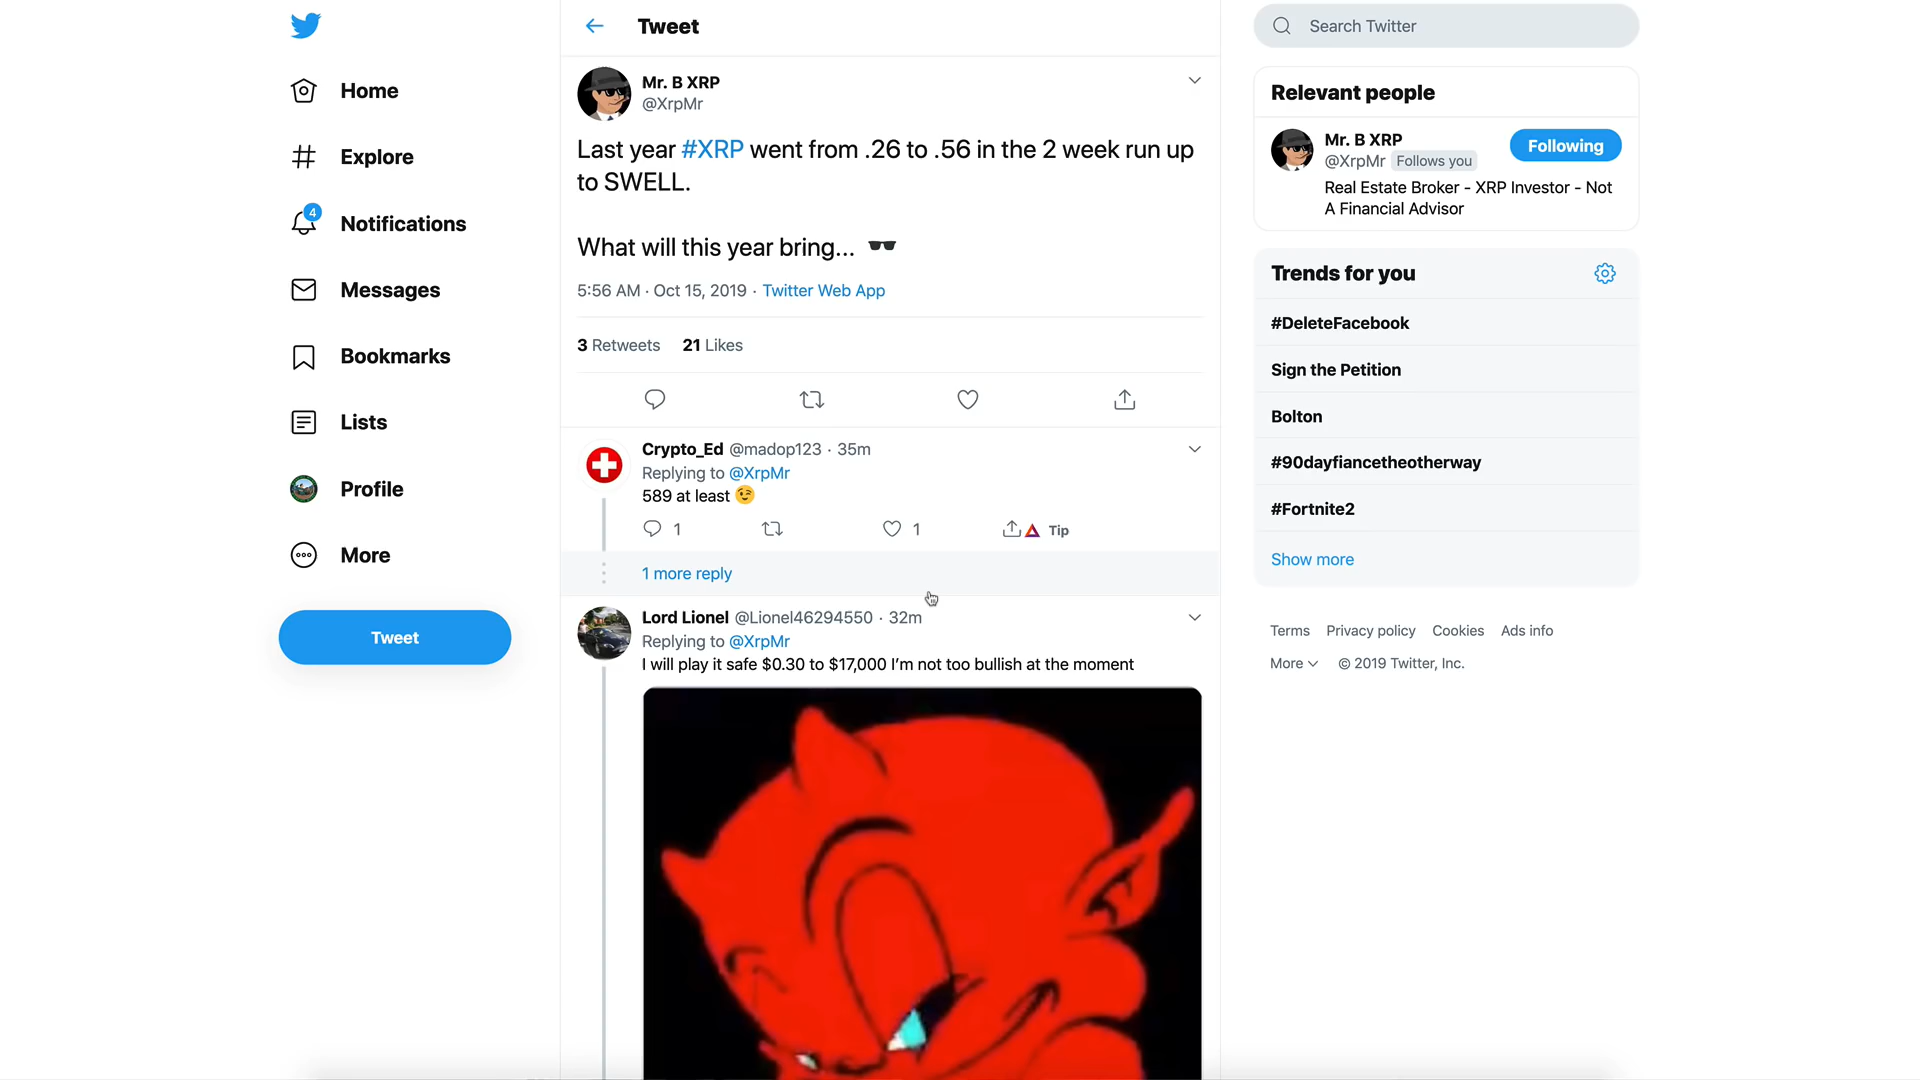 Home
Explore
4
Notifications
Messages
Bookmarks
Lists
Profile
More
Tweet
Tweet
Mr. B XRP
@XrpMr
Last year #XRP went from .26 to .56 in the 2 week run up
to SWELL.
What will this year bring...
5:56 AM · Oct 15, 2019 · Twitter Web App
3 Retweets 21 Likes
Crypto_Ed @madop123 · 35m
Replying to @XrpMr
589 at least
1 1 Tip
1 more reply
Lord Lionel @Lionel46294550 · 32m
Replying to @XrpMr
I will play it safe $0.30 to $17,000 I'm not too bullish at the moment
Search Twitter
Relevant people
Mr. B XRP
@XrpMr Follows you
Following
Real Estate Broker - XRP Investor - Not
A Financial Advisor
Trends for you
#DeleteFacebook
Sign the Petition
Bolton
#90dayfiancetheotherway
#Fortnite2
Show more
Terms Privacy policy Cookies Ads info
More © 2019 Twitter, Inc.